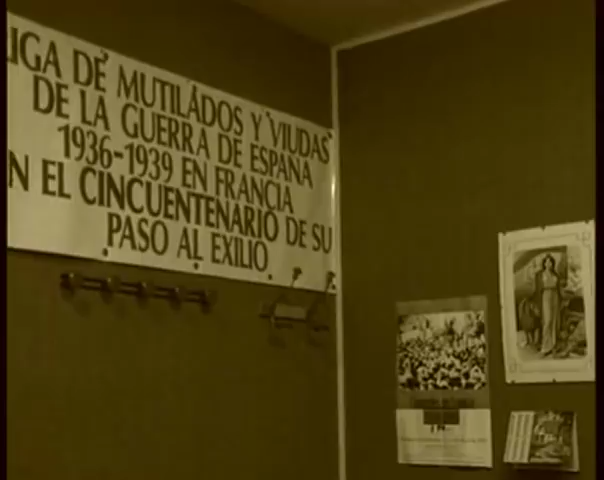 IGA DE MUTILADOS Y VIUDAS
DE LA GUERRA DE ESPAÑA
1936-1939 EN FRANCIA
N EL CINCUENTENARIO DE SU
PASO AL EXILIO